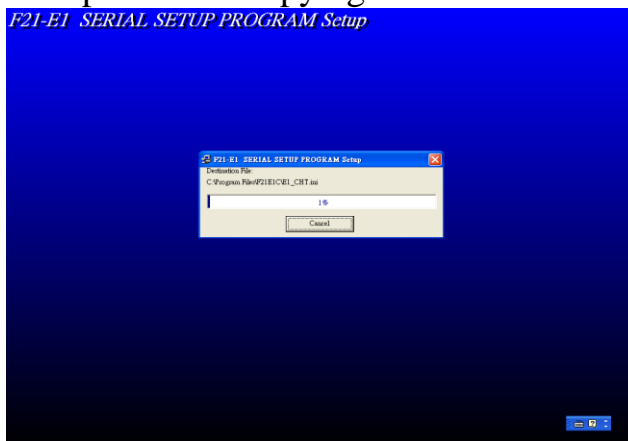 F21-E1 SERIAL SETUP PROGRAM Setup
F21-E1 SERIAL SETUP PROGRAM Setup
Destination File:
C:\Program Files\F21E1C\E1_CHT.ini
1%
Cancel